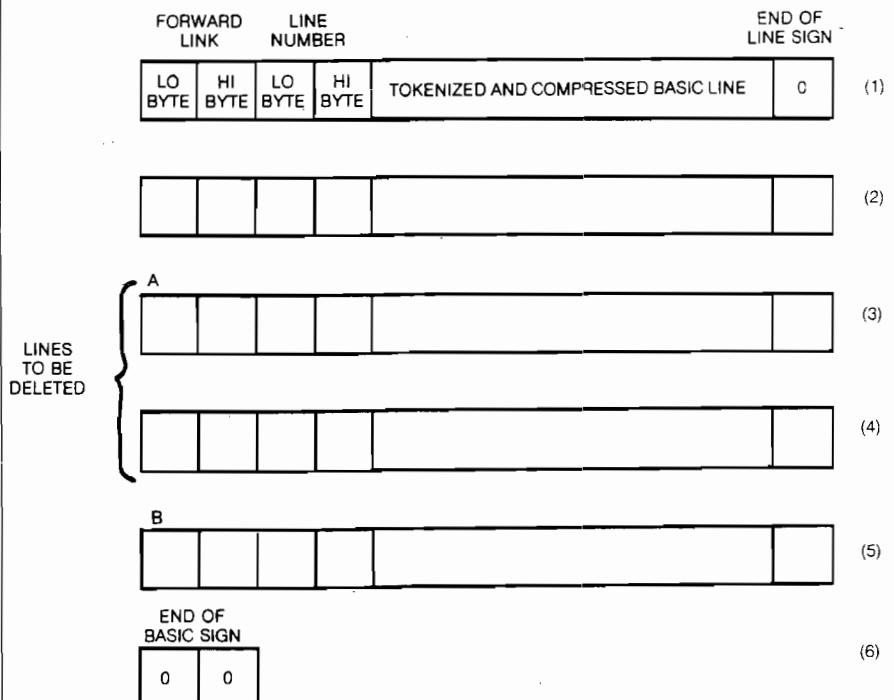 FORWARD LINK
LINE NUMBER
END OF LINE SIGN
LO BYTE
HI BYTE
LO BYTE
HI BYTE
TOKENIZED AND COMPRESSED BASIC LINE
0
(1)
(2)
A
(3)
LINES TO BE DELETED
(4)
B
(5)
END OF BASIC SIGN
0
0
(6)